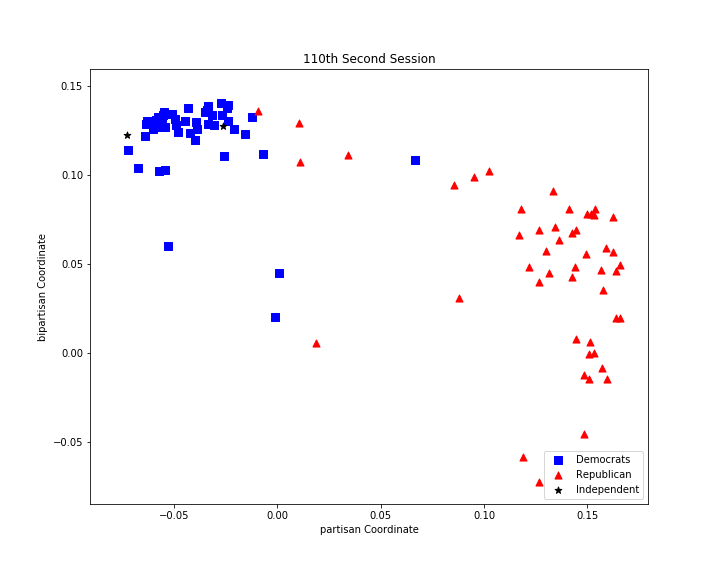 110th Second Session
bipartisan Coordinate
0.15
0.10
0.05
0.00
−0.05
−0.05
0.00
0.05
0.10
0.15
partisan Coordinate
Democrats
Republican
Independent